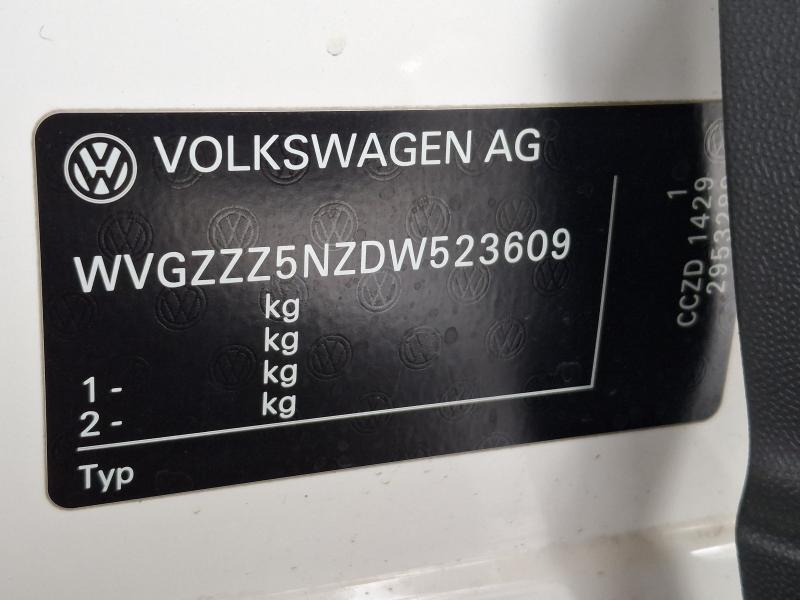 VOLKSWAGEN AG
WVGZZZ5NZDW523609
kg
kg
1 - kg
2 - kg
Typ
1
CCZD 1429